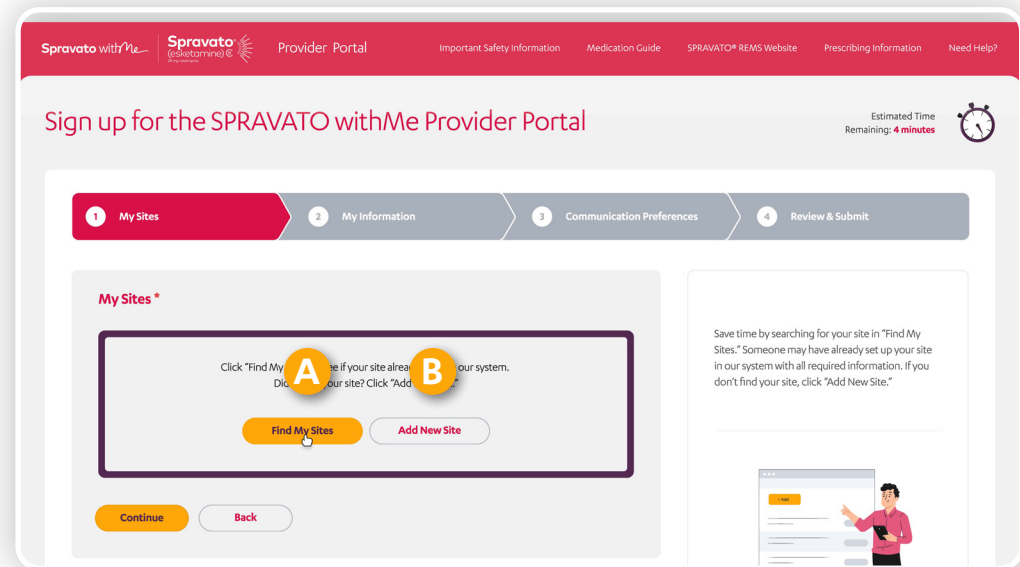 Spravato withMe
Spravato®
(esketamine) CIII
28 mg nasal spray
Provider Portal
Important Safety Information
Medication Guide
SPRAVATO® REMS Website
Prescribing Information
Need Help?
Sign up for the SPRAVATO withMe Provider Portal
Estimated Time
Remaining: 4 minutes
1 My Sites
2 My Information
3 Communication Preferences
4 Review & Submit
My Sites *
Click "Find My A if your site B our system.
your site? Click "Add
Find My Sites
Add New Site
Continue
Back
Save time by searching for your site in "Find My
Sites." Someone may have already set up your site
in our system with all required information. If you
don't find your site, click "Add New Site."
+ ADD